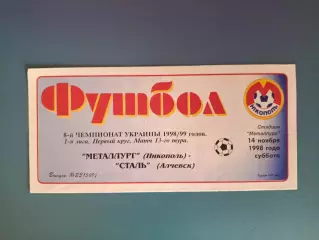 Футбол
НИКОПОЛЬ
8-й ЧЕМПИОНАТ УКРАИНЫ 1998/99 годов.
1-я лига. Первый круг. Матч 13-го тура.
"МЕТАЛЛУРГ" (Никополь) -
"СТАЛЬ" (Алчевск)
Стадион
"Металлург"
14 ноября
1998 года
суббота